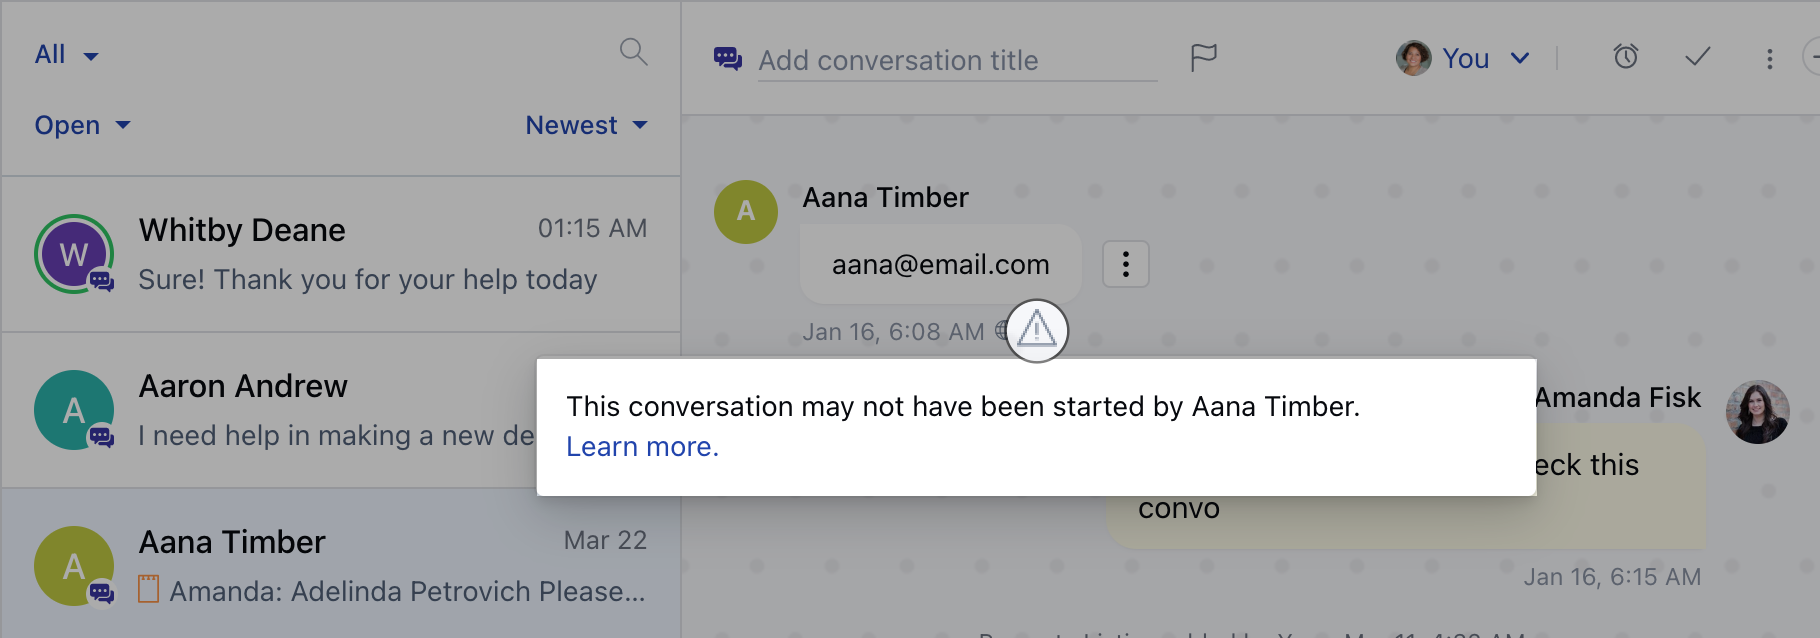 All
Open
Newest
W
Whitby Deane
01:15 AM
Sure! Thank you for your help today
A
Aaron Andrew
I need help in making a new de
A
Aana Timber
Mar 22
Amanda: Adelinda Petrovich Please...
Add conversation title
You
A
Aana Timber
aana@email.com
Jan 16, 6:08 AM
This conversation may not have been started by Aana Timber.
Learn more.
Amanda Fisk
eck this
convo
Jan 16, 6:15 AM